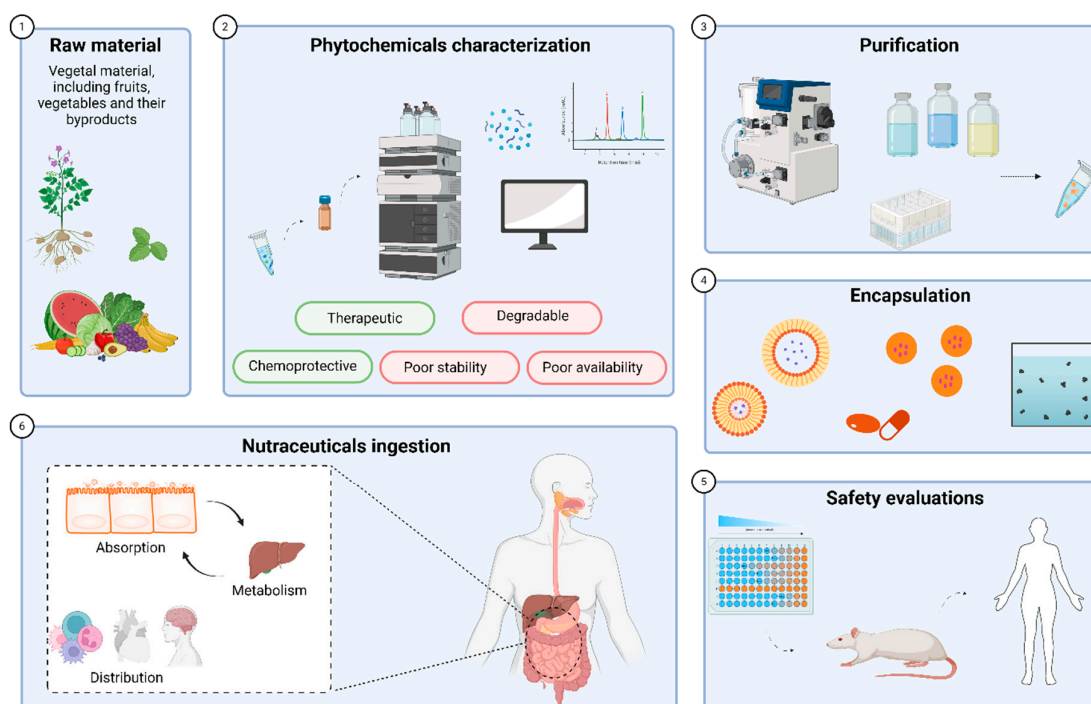 1
Raw material
Vegetal material,
including fruits,
vegetables and their
byproducts
2
Phytochemicals characterization
Therapeutic
Degradable
Chemoprotective
Poor stability
Poor availability
3
Purification
4
Encapsulation
5
Safety evaluations
6
Nutraceuticals ingestion
Absorption
Metabolism
Distribution